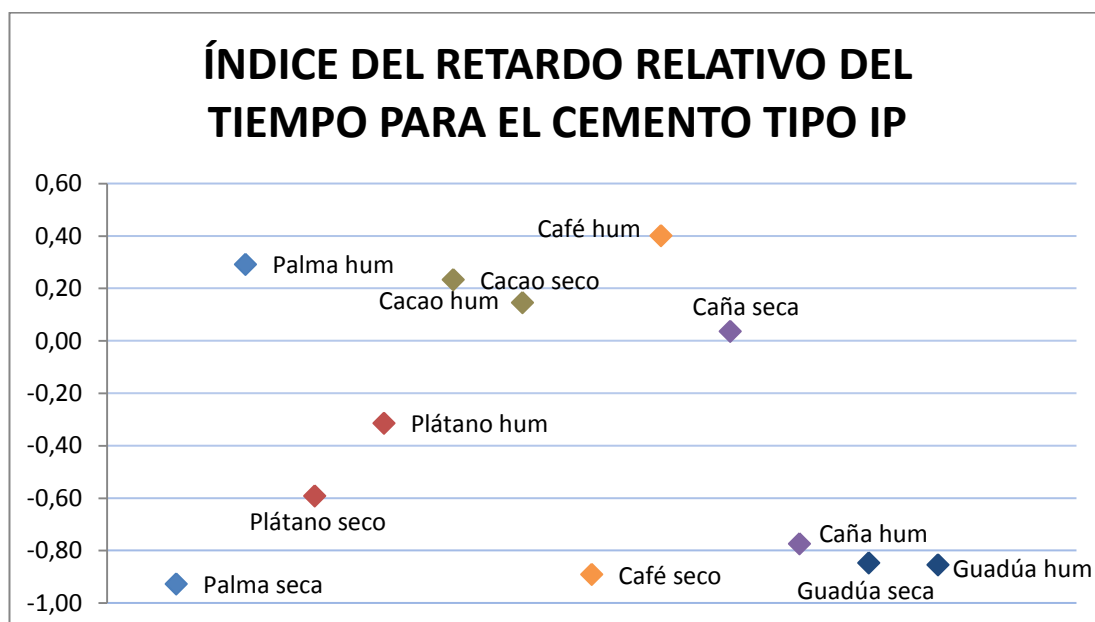 ÍNDICE DEL RETARDO RELATIVO DEL
TIEMPO PARA EL CEMENTO TIPO IP
0,60
0,40
0,20
0,00
-0,20
-0,40
-0,60
-0,80
-1,00
Café hum
Palma hum
Cacao seco
Cacao hum
Caña seca
Plátano hum
Plátano seco
Caña hum
Guadúa hum
Café seco
Palma seca
Guadúa seca